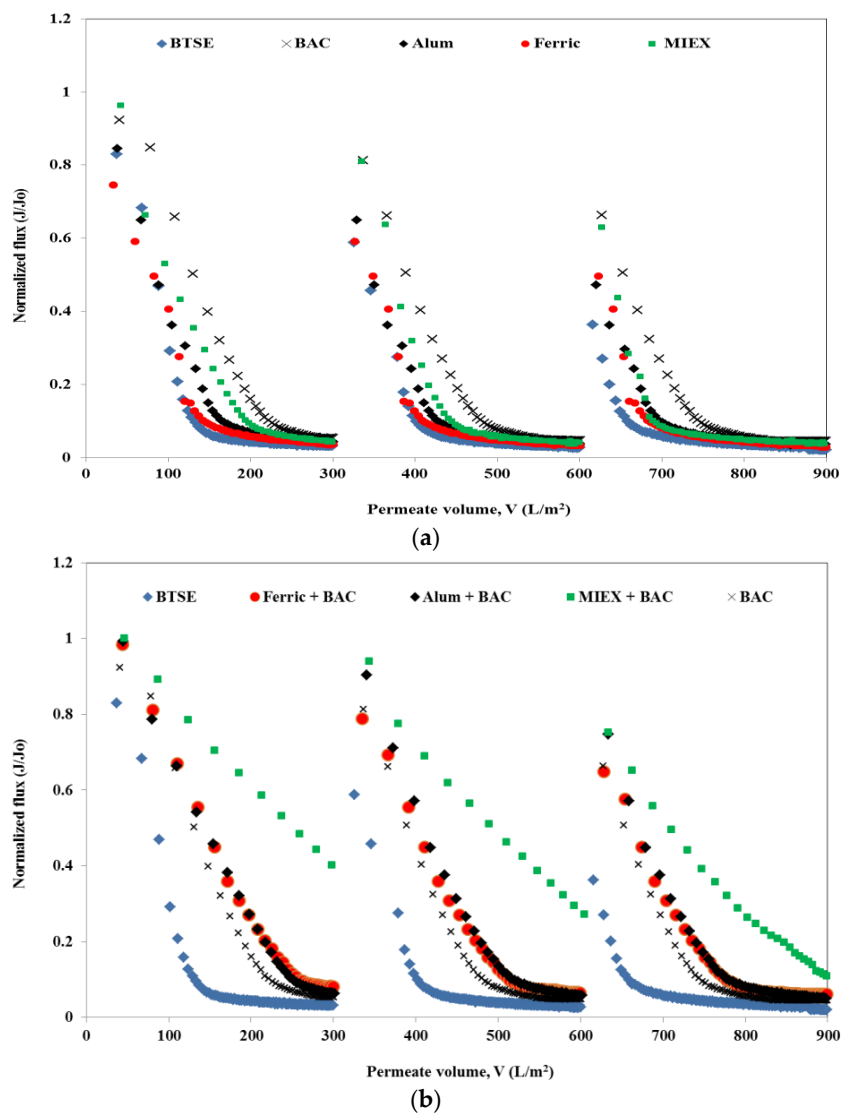 1.2
BTSE BAC Alum Ferric MIEX
1
0.8
0.6
0.4
0.2
0
Normalized flux (J/Jo)
0 100 200 300 400 500 600 700 800 900
Permeate volume, V (L/m²)
(a)
1.2
BTSE Ferric + BAC Alum + BAC MIEX + BAC BAC
1
0.8
0.6
0.4
0.2
0
Normalized flux (J/Jo)
0 100 200 300 400 500 600 700 800 900
Permeate volume, V (L/m²)
(b)